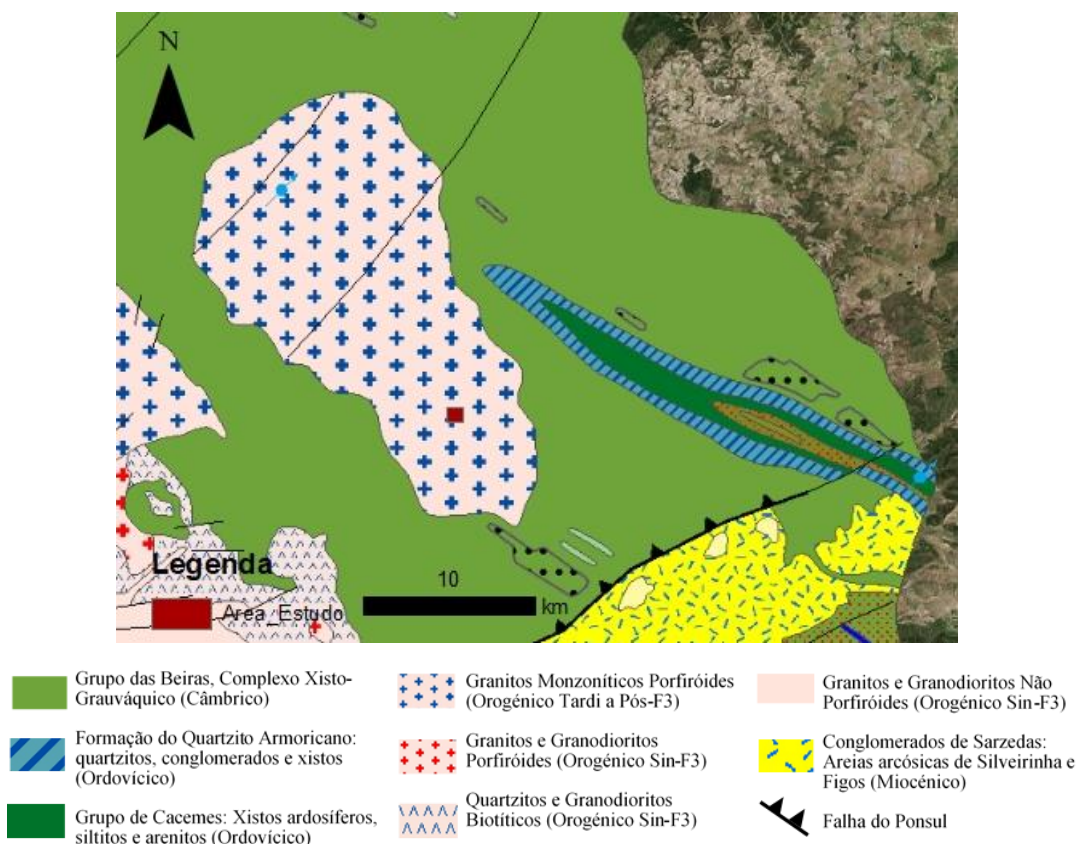 N
Legenda
Area_Estudo
10
km
Grupo das Beiras, Complexo Xisto-
Grauváquico (Câmbrico)
Formação do Quartzito Armoricano:
quartzitos, conglomerados e xistos
(Ordovícico)
Grupo de Cacemes: Xistos ardosíferos,
siltitos e arenitos (Ordovícico)
Granitos Monzoníticos Porfiróides
(Orogénico Tardi a Pós-F3)
Granitos e Granodioritos
Porfiróides (Orogénico Sin-F3)
Quartzitos e Granodioritos
Biotíticos (Orogénico Sin-F3)
Granitos e Granodioritos Não
Porfiróides (Orogénico Sin-F3)
Conglomerados de Sarzedas:
Areias arcósicas de Silveirinha e
Figos (Miocénico)
Falha do Ponsul